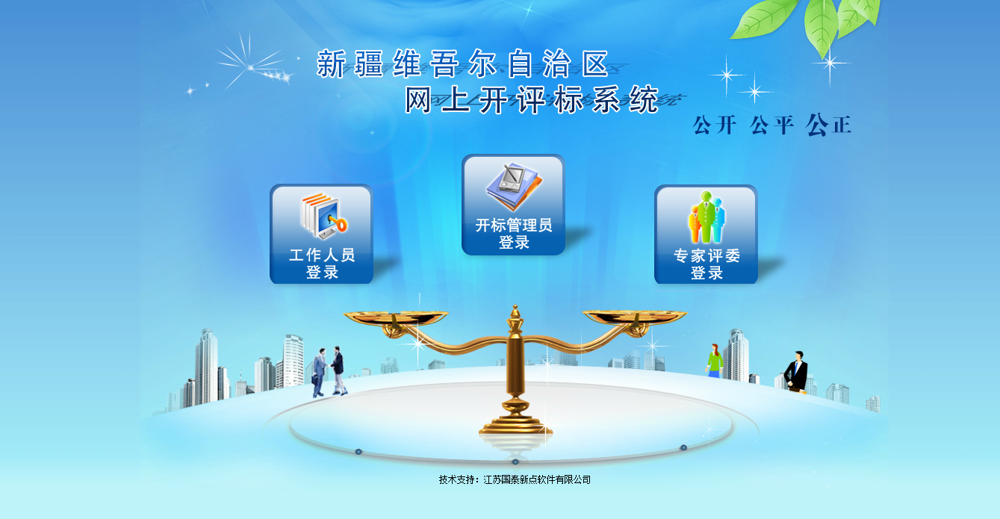 新疆维吾尔自治区
网上开评标系统
公开 公平 公正
开标管理员
登录
工作人员
登录
专家评委
登录
技术支持：江苏国泰新点软件有限公司